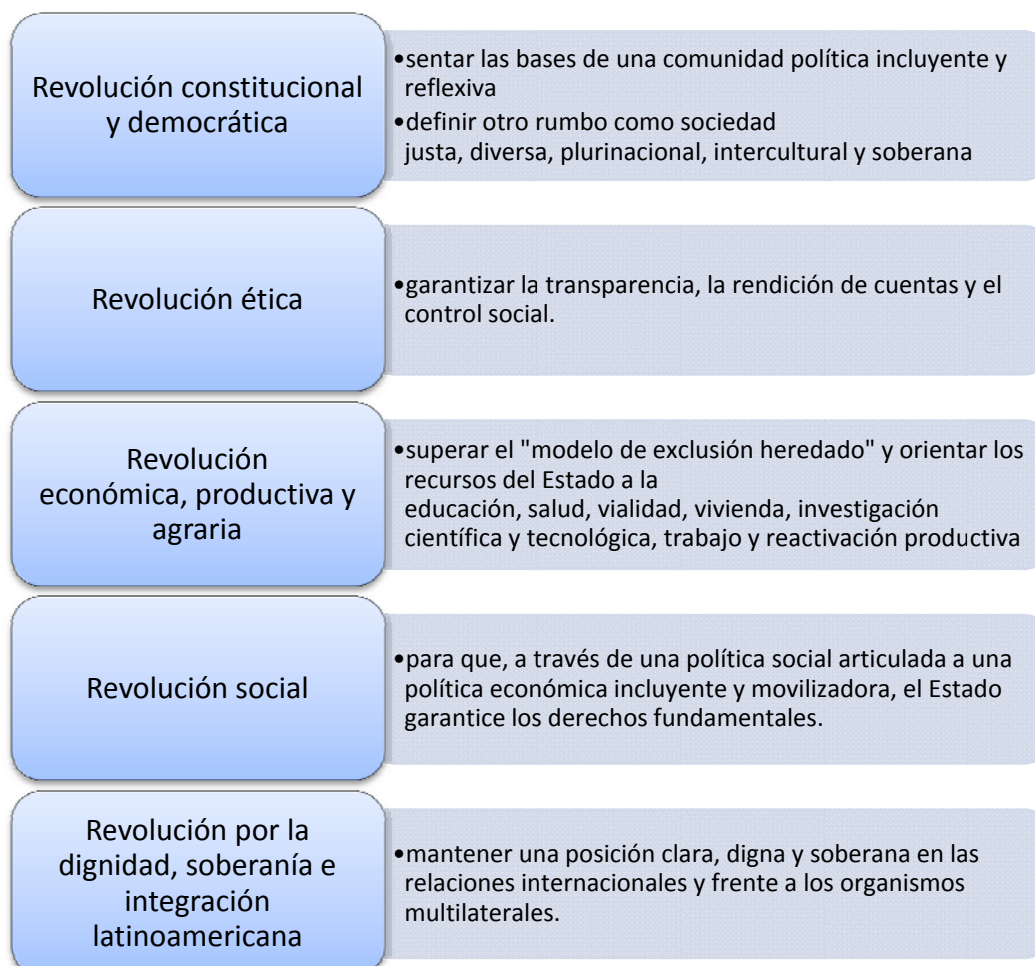 Revolución constitucional
y democrática
•sentar las bases de una comunidad política incluyente y
reflexiva
•definir otro rumbo como sociedad
justa, diversa, plurinacional, intercultural y soberana
Revolución ética
•garantizar la transparencia, la rendición de cuentas y el
control social.
Revolución
económica, productiva y
agraria
•superar el "modelo de exclusión heredado" y orientar los
recursos del Estado a la
educación, salud, vialidad, vivienda, investigación
científica y tecnológica, trabajo y reactivación productiva
Revolución social
•para que, a través de una política social articulada a una
política económica incluyente y movilizadora, el Estado
garantice los derechos fundamentales.
Revolución por la
dignidad, soberanía e
integración
latinoamericana
•mantener una posición clara, digna y soberana en las
relaciones internacionales y frente a los organismos
multilaterales.